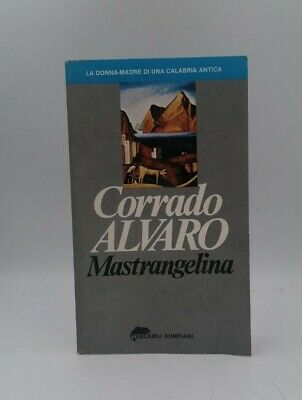 LA DONNA-MADRE DI UNA CALABRIA ANTICA
Corrado
ALVARO
Mastrangelina
TASCABILI BOMPIANI